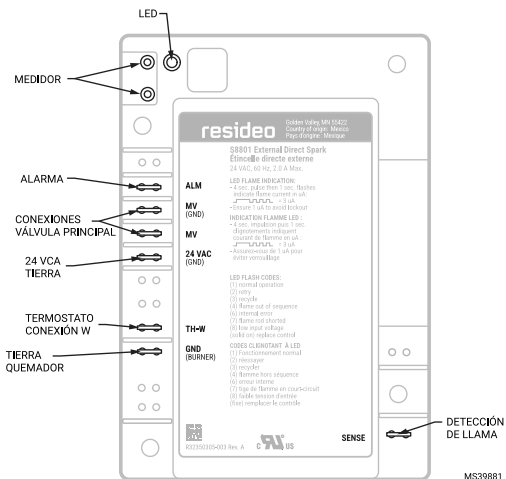 LED
MEDIDOR
ALARMA
CONEXIONES
VÁLVULA PRINCIPAL
24 VCA
TIERRA
TERMOSTATO
CONEXIÓN W
TIERRA
QUEMADOR
resideo
Golden Valley, MN 55422
Country of origin: Mexico
Pays d'origine: Mexique
S8801 External Direct Spark
Étincelle directe externe
24 VAC, 60 Hz, 2.0 A Max.
LED FLAME INDICATION:
- 4 sec. pulse then 1 sec. flashes
indicate flame current in uA:
= 3 uA
- Ensure 1 uA to avoid lockout
INDICATION FLAMME LED :
- 4 sec. impulsion puis 1 sec.
clignotements indiquent
courant de flamme en uA :
= 3 uA
- Assurez-vous de 1 uA pour
éviter verrouillage
LED FLASH CODES:
(1) normal operation
(2) retry
(3) recycle
(4) flame out of sequence
(6) internal error
(7) flame rod shorted
(8) low input voltage
(solid on) replace control
CODES CLIGNOTANT À LED
(1) Fonctionnement normal
(2) réessayer
(3) recycler
(4) flamme hors séquence
(6) erreur interne
(7) tige de flamme en court-circuit
(8) faible tension d'entrée
(fixe) remplacer le contrôle
ALM
MV
(GND)
MV
24 VAC
(GND)
TH-W
GND
(BURNER)
R32350305-003 Rev. A
C US
SENSE
DETECCIÓN
DE LLAMA
MS39881